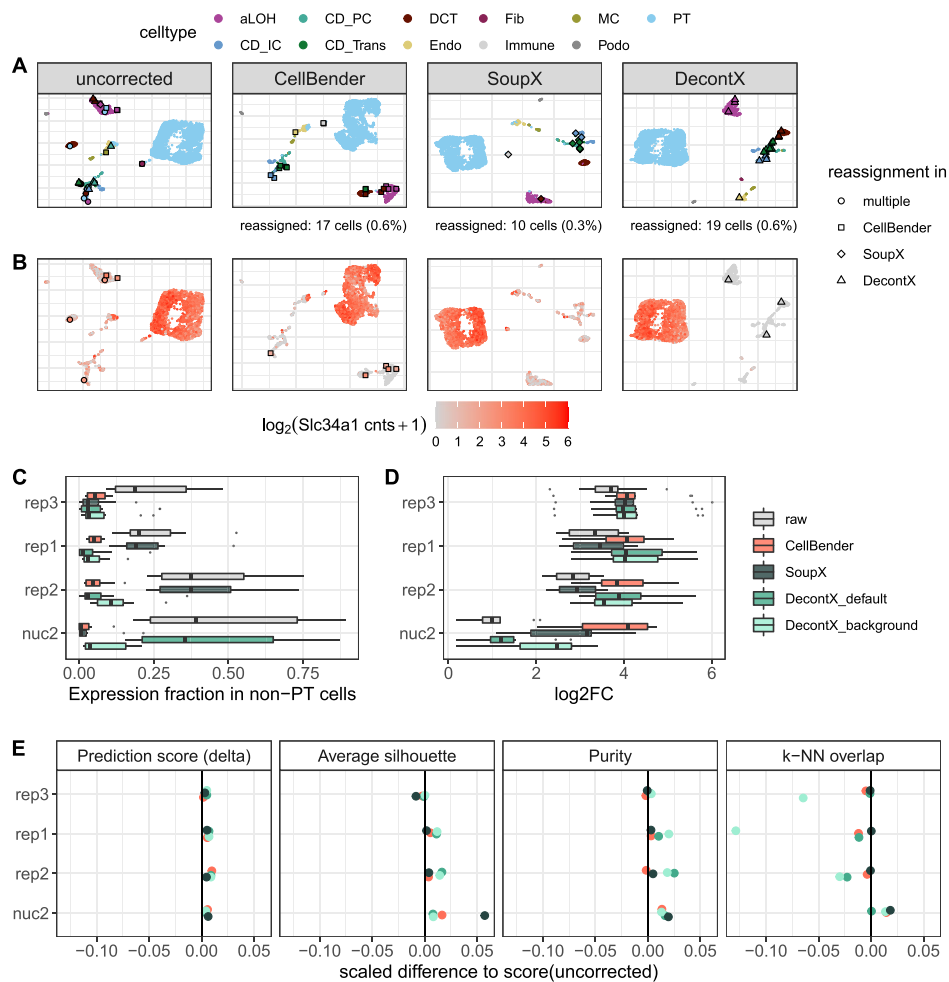 celltype
aLOH CD_PC DCT Fib MC PT
CD_IC CD_Trans Endo Immune Podo
A
uncorrected CellBender SoupX DecontX
reassigned: 17 cells (0.6%) reassigned: 10 cells (0.3%) reassigned: 19 cells (0.6%)
reassignment in
multiple
CellBender
SoupX
DecontX
B
log2(Slc34a1 cnts + 1)
0 1 2 3 4 5 6
C
rep3
rep1
rep2
nuc2
0.00 0.25 0.50 0.75
Expression fraction in non−PT cells
D
rep3
rep1
rep2
nuc2
0 2 4 6
log2FC
raw
CellBender
SoupX
DecontX_default
DecontX_background
E
Prediction score (delta) Average silhouette Purity k−NN overlap
rep3
rep1
rep2
nuc2
−0.10 −0.05 0.00 0.05 −0.10 −0.05 0.00 0.05 −0.10 −0.05 0.00 0.05 −0.10 −0.05 0.00 0.05
scaled difference to score(uncorrected)